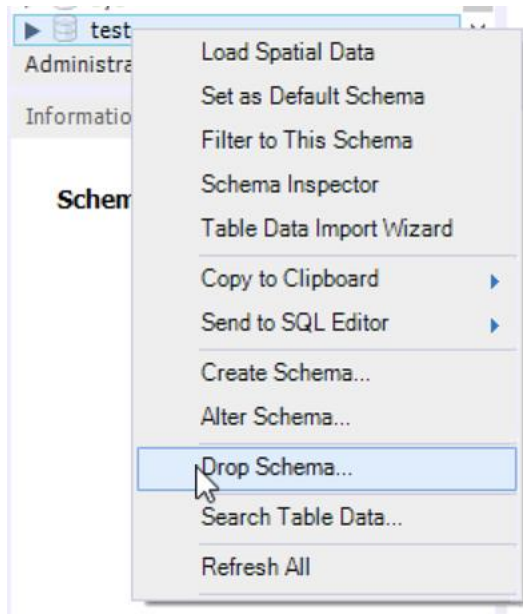 test
Load Spatial Data
Administra
Set as Default Schema
Informatio
Filter to This Schema
Schema Inspector
Schem
Table Data Import Wizard
Copy to Clipboard
Send to SQL Editor
Create Schema...
Alter Schema...
Drop Schema...
Search Table Data...
Refresh All